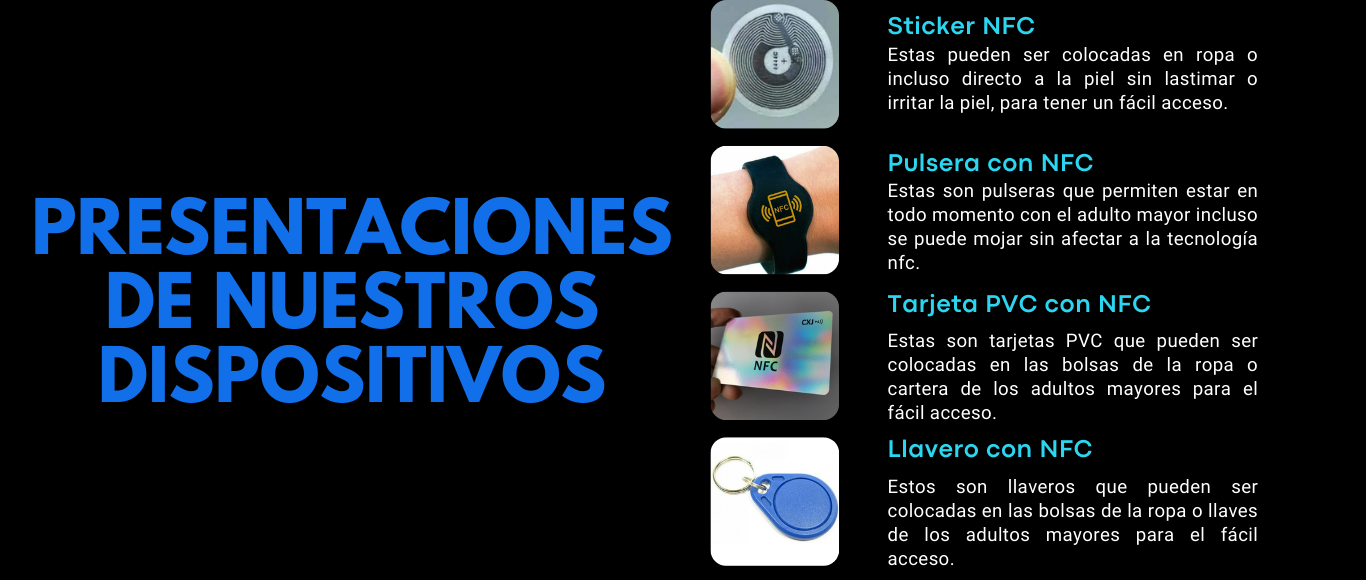 PRESENTACIONES
DE NUESTROS
DISPOSITIVOS
Sticker NFC
Estas pueden ser colocadas en ropa o
incluso directo a la piel sin lastimar o
irritar la piel, para tener un fácil acceso.
NFC
Pulsera con NFC
Estas son pulseras que permiten estar en
todo momento con el adulto mayor incluso
se puede mojar sin afectar a la tecnología
nfc.
CXJ
NFC
Tarjeta PVC con NFC
Estas son tarjetas PVC que pueden ser
colocadas en las bolsas de la ropa o
cartera de los adultos mayores para el
fácil acceso.
Llavero con NFC
Estos son llaveros que pueden ser
colocadas en las bolsas de la ropa o llaves
de los adultos mayores para el fácil
acceso.